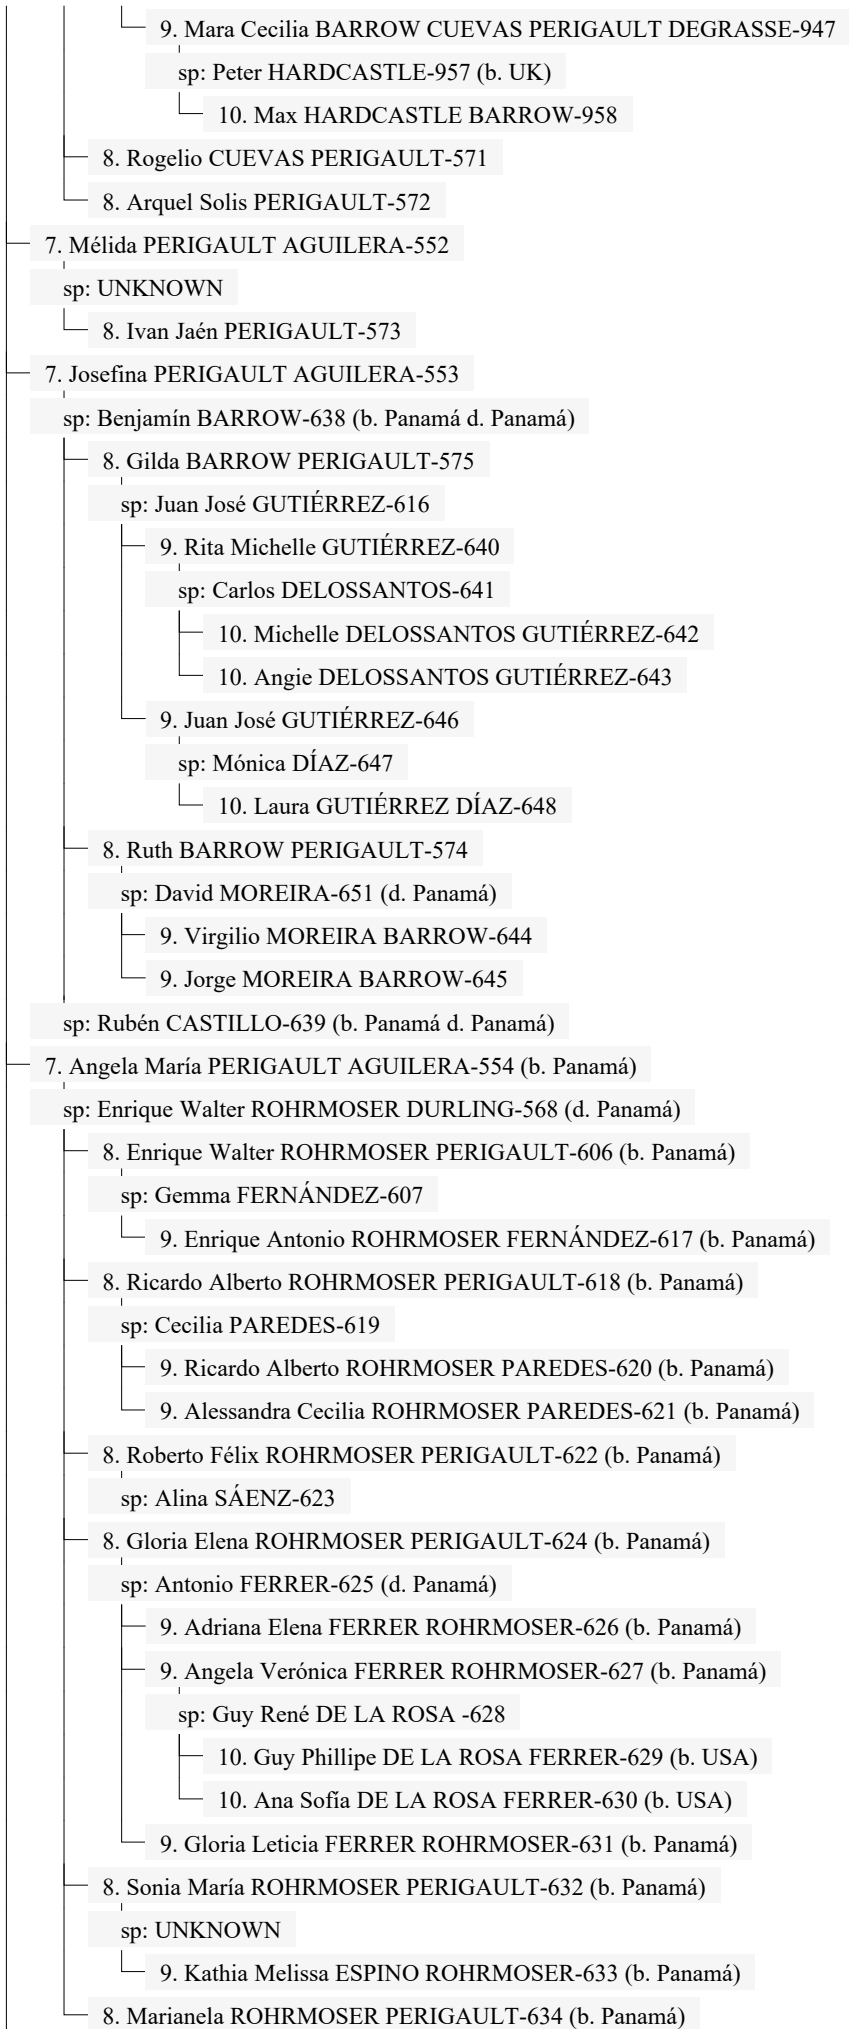 9. Mara Cecilia BARROW CUEVAS PERIGAULT DEGRASSE-947
sp: Peter HARDCASTLE-957 (b. UK)
10. Max HARDCASTLE BARROW-958
8. Rogelio CUEVAS PERIGAULT-571
8. Arquel Solis PERIGAULT-572
7. Mélida PERIGAULT AGUILERA-552
sp: UNKNOWN
8. Ivan Jaén PERIGAULT-573
7. Josefina PERIGAULT AGUILERA-553
sp: Benjamín BARROW-638 (b. Panamá d. Panamá)
8. Gilda BARROW PERIGAULT-575
sp: Juan José GUTIÉRREZ-616
9. Rita Michelle GUTIÉRREZ-640
sp: Carlos DELOSSANTOS-641
10. Michelle DELOSSANTOS GUTIÉRREZ-642
10. Angie DELOSSANTOS GUTIÉRREZ-643
9. Juan José GUTIÉRREZ-646
sp: Mónica DÍAZ-647
10. Laura GUTIÉRREZ DÍAZ-648
8. Ruth BARROW PERIGAULT-574
sp: David MOREIRA-651 (d. Panamá)
9. Virgilio MOREIRA BARROW-644
9. Jorge MOREIRA BARROW-645
sp: Rubén CASTILLO-639 (b. Panamá d. Panamá)
7. Angela María PERIGAULT AGUILERA-554 (b. Panamá)
sp: Enrique Walter ROHRMOSER DURLING-568 (d. Panamá)
8. Enrique Walter ROHRMOSER PERIGAULT-606 (b. Panamá)
sp: Gemma FERNÁNDEZ-607
9. Enrique Antonio ROHRMOSER FERNÁNDEZ-617 (b. Panamá)
8. Ricardo Alberto ROHRMOSER PERIGAULT-618 (b. Panamá)
sp: Cecilia PAREDES-619
9. Ricardo Alberto ROHRMOSER PAREDES-620 (b. Panamá)
9. Alessandra Cecilia ROHRMOSER PAREDES-621 (b. Panamá)
8. Roberto Félix ROHRMOSER PERIGAULT-622 (b. Panamá)
sp: Alina SÁENZ-623
8. Gloria Elena ROHRMOSER PERIGAULT-624 (b. Panamá)
sp: Antonio FERRER-625 (d. Panamá)
9. Adriana Elena FERRER ROHRMOSER-626 (b. Panamá)
9. Angela Verónica FERRER ROHRMOSER-627 (b. Panamá)
sp: Guy René DE LA ROSA -628
10. Guy Phillipe DE LA ROSA FERRER-629 (b. USA)
10. Ana Sofía DE LA ROSA FERRER-630 (b. USA)
9. Gloria Leticia FERRER ROHRMOSER-631 (b. Panamá)
8. Sonia María ROHRMOSER PERIGAULT-632 (b. Panamá)
sp: UNKNOWN
9. Kathia Melissa ESPINO ROHRMOSER-633 (b. Panamá)
8. Marianela ROHRMOSER PERIGAULT-634 (b. Panamá)